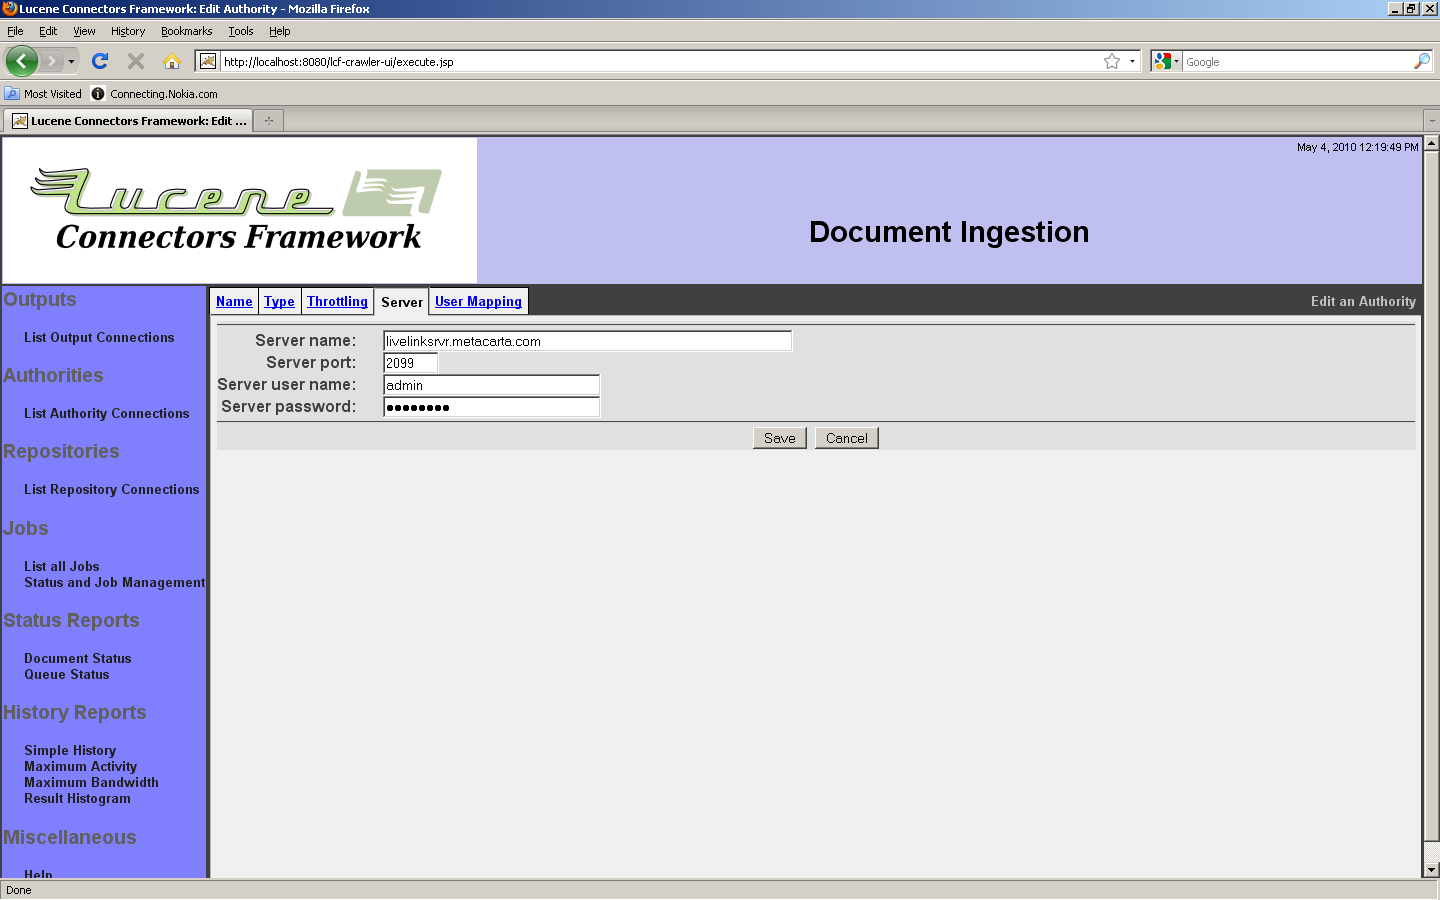 Lucene Connectors Framework: Edit Authority - Mozilla Firefox
File Edit View History Bookmarks Tools Help
http://localhost:8080/lcf-crawler-ui/execute.jsp
Google
Most Visited Connecting.Nokia.com
Lucene Connectors Framework: Edit ...
May 4, 2010 12:19:49 PM
Lucene
Connectors Framework
Document Ingestion
Outputs
List Output Connections
Authorities
List Authority Connections
Repositories
List Repository Connections
Jobs
List all Jobs
Status and Job Management
Status Reports
Document Status
Queue Status
History Reports
Simple History
Maximum Activity
Maximum Bandwidth
Result Histogram
Miscellaneous
Help
Name Type Throttling Server User Mapping
Edit an Authority
Server name: livelinksrvr.metacarta.com
Server port: 2099
Server user name: admin
Server password: ●●●●●●●●
Save Cancel
Done